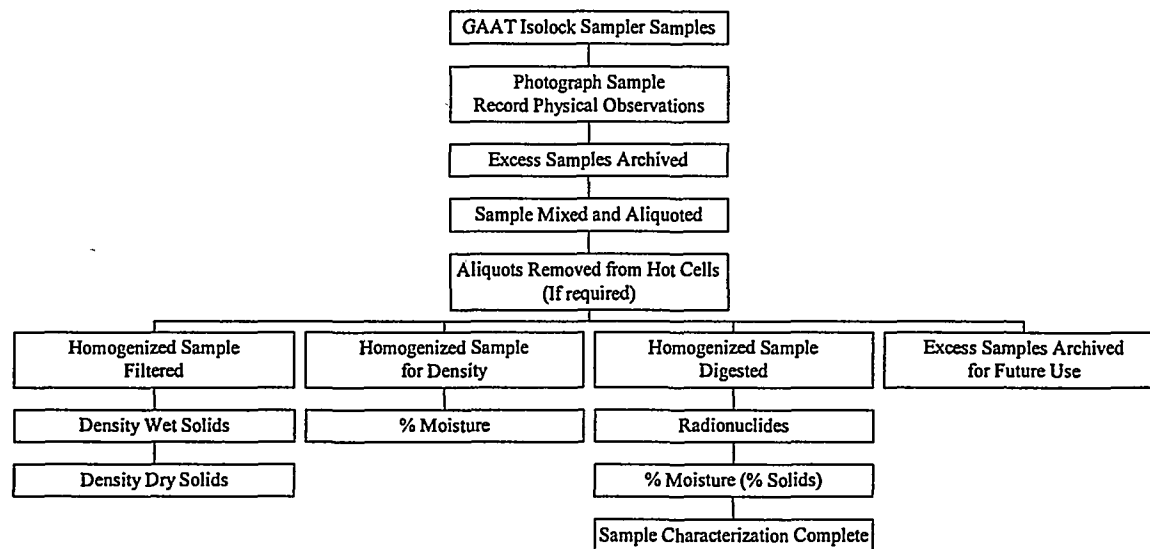 GAAT Isolock Sampler Samples
Photograph Sample
Record Physical Observations
Excess Samples Archived
Sample Mixed and Aliquoted
Aliquots Removed from Hot Cells
(If required)
Homogenized Sample
Filtered
Homogenized Sample
for Density
Homogenized Sample
Digested
Excess Samples Archived
for Future Use
Density Wet Solids
% Moisture
Radionuclides
Density Dry Solids
% Moisture (% Solids)
Sample Characterization Complete